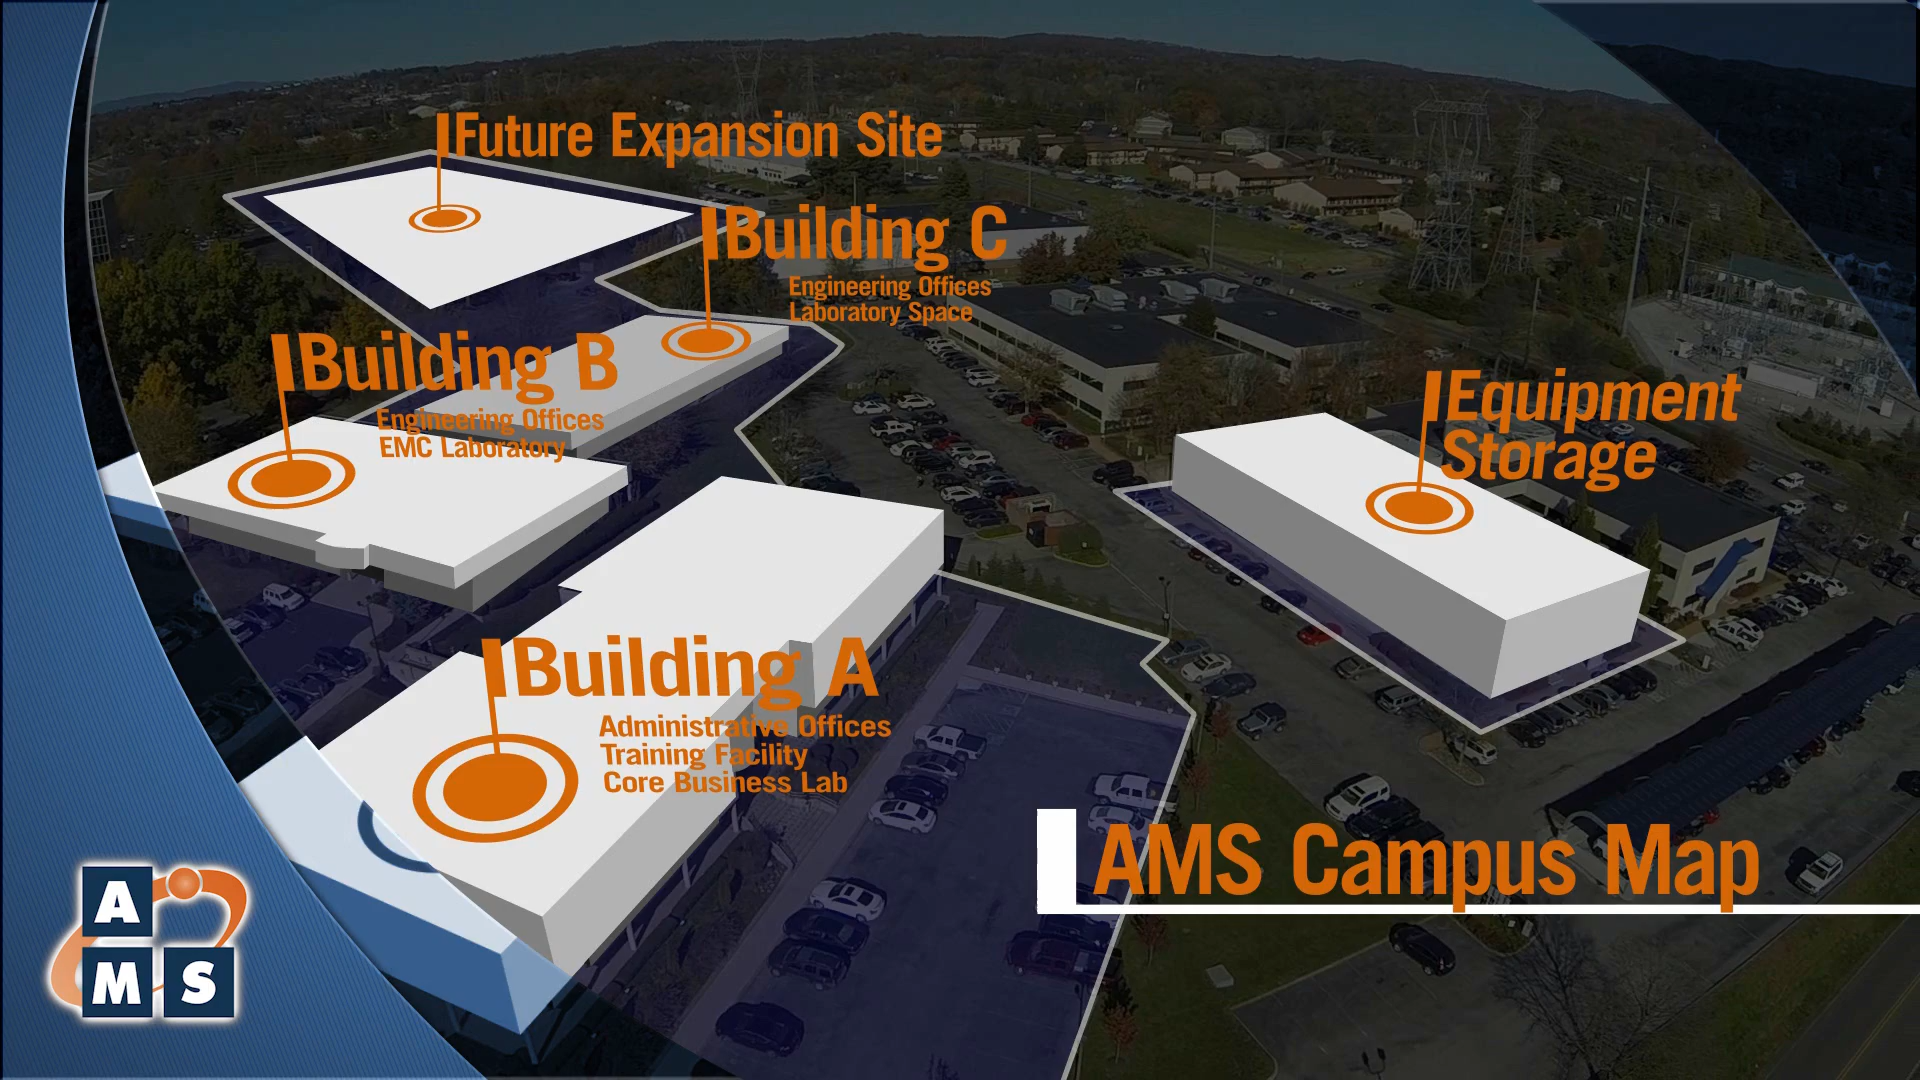 Future Expansion Site
Building C
Engineering Offices
Laboratory Space
Building B
Engineering Offices
EMC Laboratory
Equipment
Storage
Building A
Administrative Offices
Training Facility
Core Business Lab
AMS Campus Map
A
M S